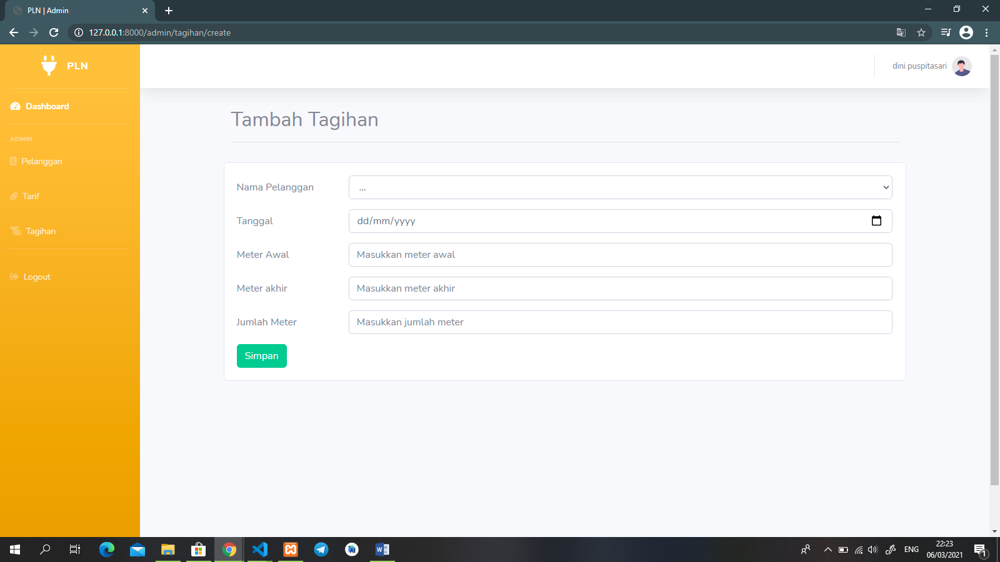 PLN | Admin
127.0.0.1:8000/admin/tagihan/create
PLN
dini puspitasari
Dashboard
ADMIN
Pelanggan
Tarif
Tagihan
Logout
Tambah Tagihan
Nama Pelanggan
...
Tanggal
dd/mm/yyyy
Meter Awal
Masukkan meter awal
Meter akhir
Masukkan meter akhir
Jumlah Meter
Masukkan jumlah meter
Simpan
ENG
22:23
06/03/2021
1